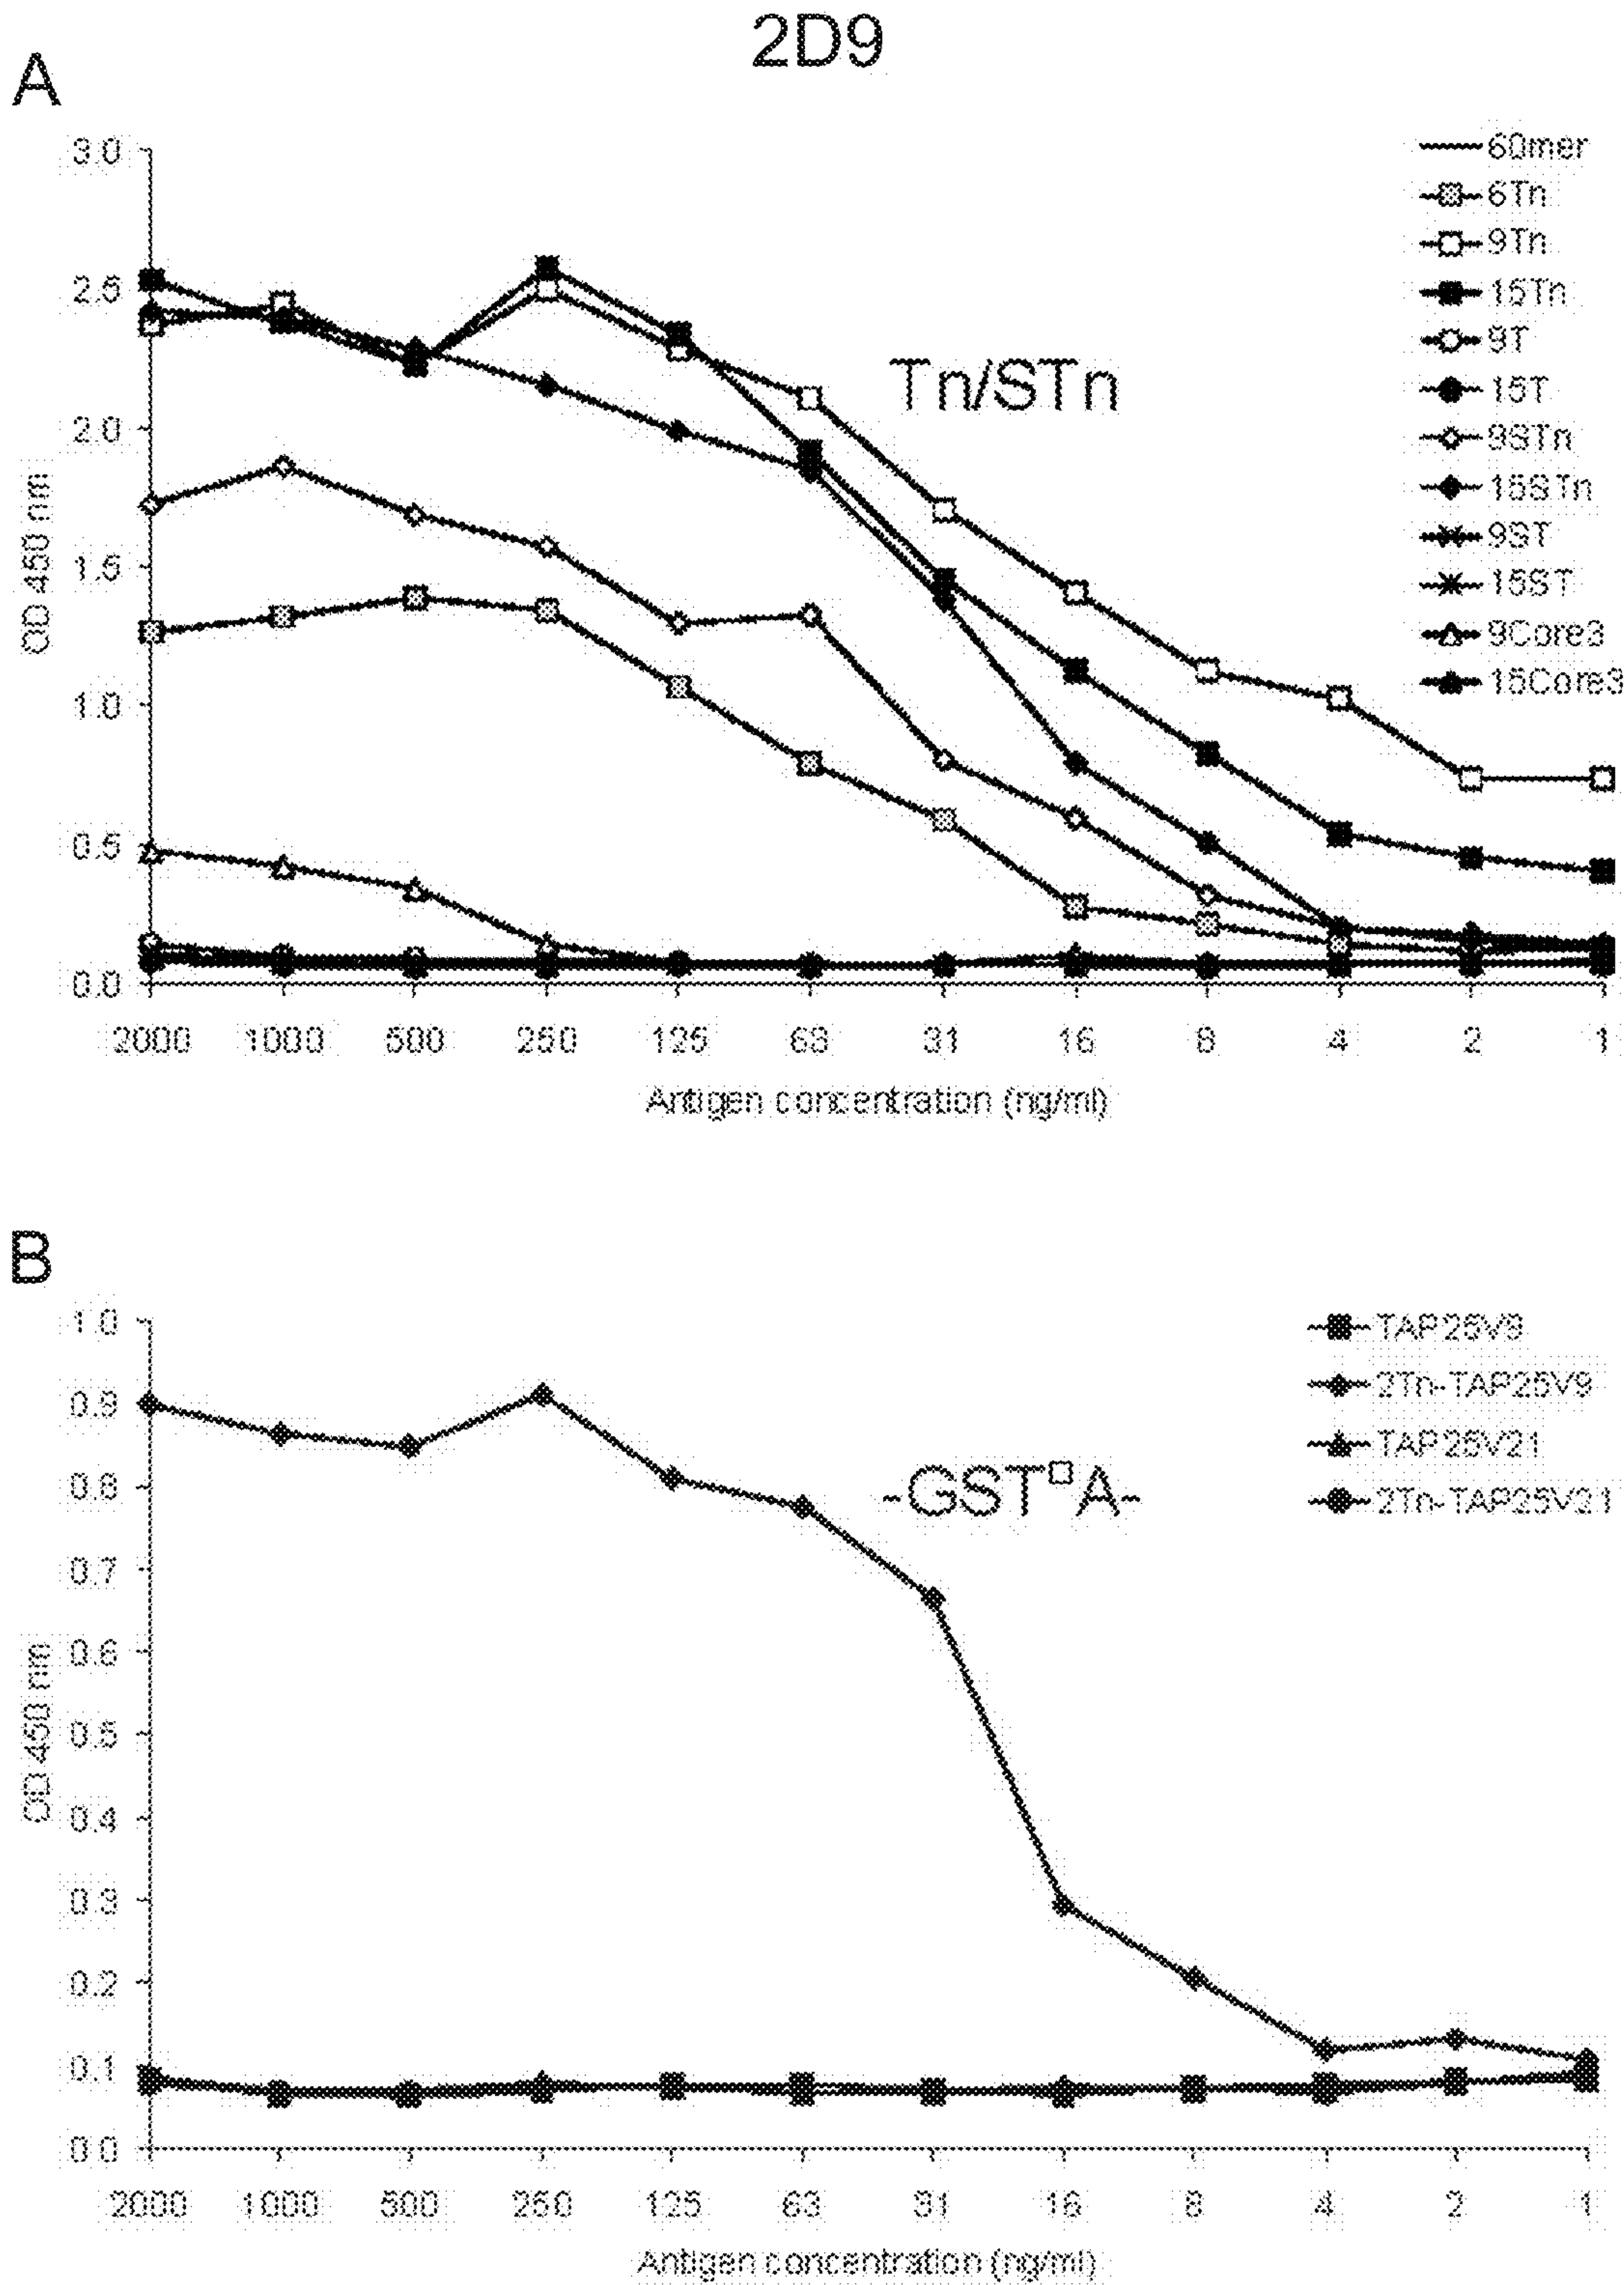 2D9
A
3.0
2.5
2.0
1.5
1.0
0.5
0.0
OD 450 nm
60mer
6Tn
9Tn
15Tn
9T
15T
9STn
15STn
9ST
15ST
9Core3
15Core3
Tn/STn
2000 1000 500 250 125 63 31 16 8 4 2 1
Antigen concentration (ng/ml)
B
1.0
0.9
0.8
0.7
0.6
0.5
0.4
0.3
0.2
0.1
0.0
OD 450 nm
TAP25V9
2Tn-TAP25V9
TAP25V21
2Tn-TAP25V21
-GST□A-
2000 1000 500 250 125 63 31 16 8 4 2 1
Antigen concentration (ng/ml)